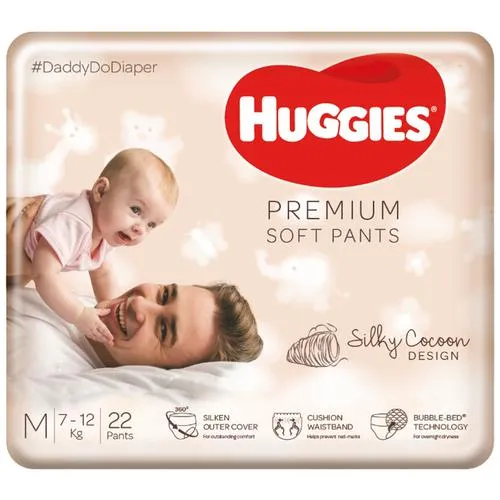 #DaddyDoDiaper
HUGGIES®
PREMIUM
SOFT PANTS
Silky Cocoon
DESIGN
M 7-12 Kg 22 Pants
360°
SILKEN
OUTER COVER
For outstanding comfort
CUSHION
WAISTBAND
Helps prevent red-marks
BUBBLE-BED®
TECHNOLOGY
For overnight dryness